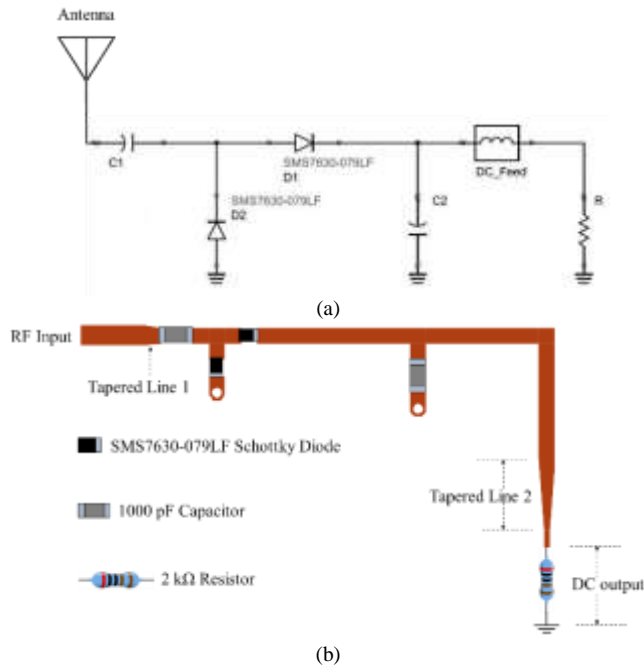 Antenna
C1
SMS7630-079LF
D1
DC_Feed
SMS7630-079LF
D2
C2
R
(a)
RF Input
Tapered Line 1
SMS7630-079LF Schottky Diode
Tapered Line 2
1000 pF Capacitor
2 kΩ Resistor
DC output
(b)